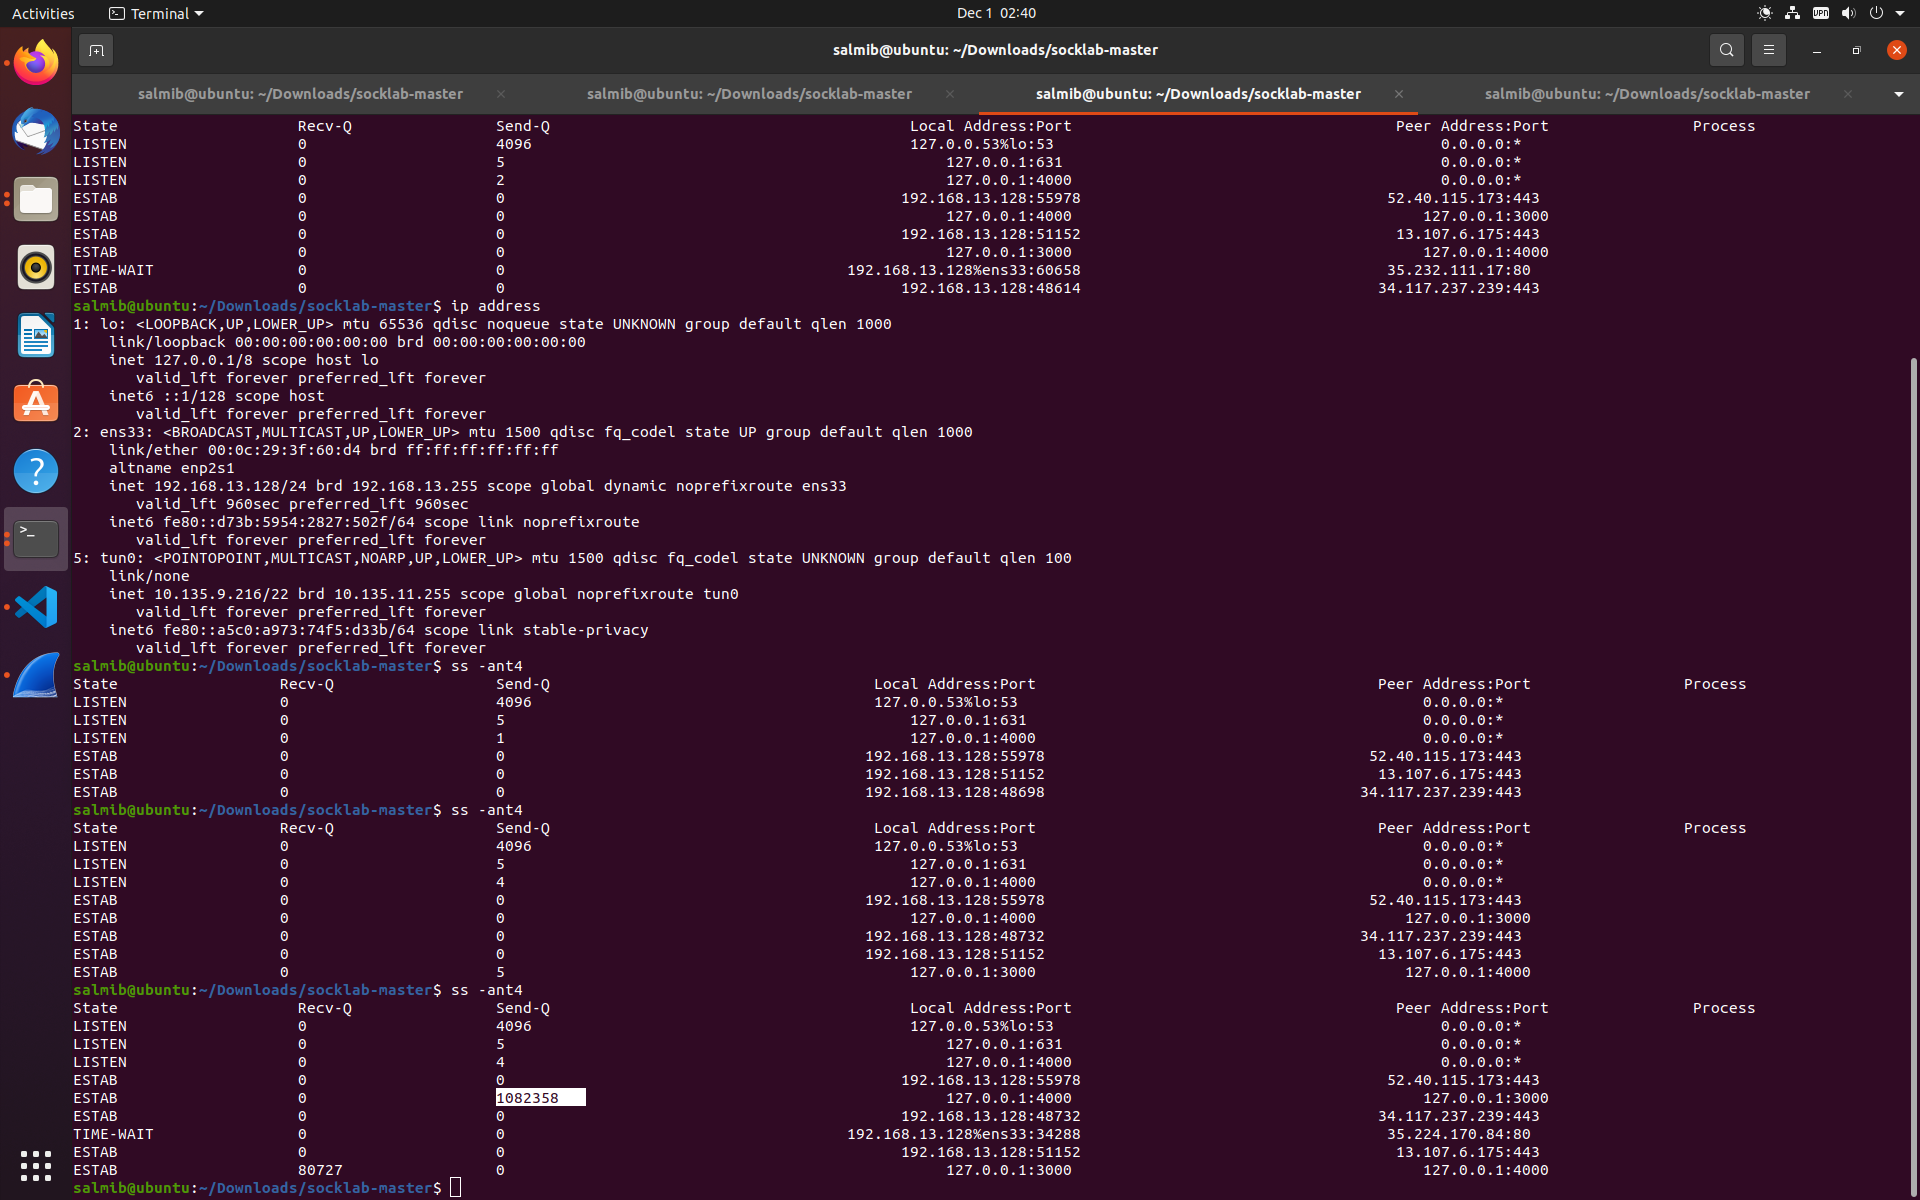 Activities Terminal Dec 1 02:40 VPN
salmib@ubuntu: ~/Downloads/socklab-master
salmib@ubuntu: ~/Downloads/socklab-master salmib@ubuntu: ~/Downloads/socklab-master salmib@ubuntu: ~/Downloads/socklab-master salmib@ubuntu: ~/Downloads/socklab-master
State Recv-Q Send-Q Local Address:Port Peer Address:Port Process
LISTEN 0 4096 127.0.0.53%lo:53 0.0.0.0:*
LISTEN 0 5 127.0.0.1:631 0.0.0.0:*
LISTEN 0 2 127.0.0.1:4000 0.0.0.0:*
ESTAB 0 0 192.168.13.128:55978 52.40.115.173:443
ESTAB 0 0 127.0.0.1:4000 127.0.0.1:3000
ESTAB 0 0 192.168.13.128:51152 13.107.6.175:443
ESTAB 0 0 127.0.0.1:3000 127.0.0.1:4000
TIME-WAIT 0 0 192.168.13.128%ens33:60658 35.232.111.17:80
ESTAB 0 0 192.168.13.128:48614 34.117.237.239:443
salmib@ubuntu:~/Downloads/socklab-master$ ip address
1: lo: <LOOPBACK,UP,LOWER_UP> mtu 65536 qdisc noqueue state UNKNOWN group default qlen 1000
link/loopback 00:00:00:00:00:00 brd 00:00:00:00:00:00
inet 127.0.0.1/8 scope host lo
valid_lft forever preferred_lft forever
inet6 ::1/128 scope host
valid_lft forever preferred_lft forever
2: ens33: <BROADCAST,MULTICAST,UP,LOWER_UP> mtu 1500 qdisc fq_codel state UP group default qlen 1000
link/ether 00:0c:29:3f:60:d4 brd ff:ff:ff:ff:ff:ff
altname enp2s1
inet 192.168.13.128/24 brd 192.168.13.255 scope global dynamic noprefixroute ens33
valid_lft 960sec preferred_lft 960sec
inet6 fe80::d73b:5954:2827:502f/64 scope link noprefixroute
valid_lft forever preferred_lft forever
5: tun0: <POINTOPOINT,MULTICAST,NOARP,UP,LOWER_UP> mtu 1500 qdisc fq_codel state UNKNOWN group default qlen 100
link/none
inet 10.135.9.216/22 brd 10.135.11.255 scope global noprefixroute tun0
valid_lft forever preferred_lft forever
inet6 fe80::a5c0:a973:74f5:d33b/64 scope link stable-privacy
valid_lft forever preferred_lft forever
salmib@ubuntu:~/Downloads/socklab-master$ ss -ant4
State Recv-Q Send-Q Local Address:Port Peer Address:Port Process
LISTEN 0 4096 127.0.0.53%lo:53 0.0.0.0:*
LISTEN 0 5 127.0.0.1:631 0.0.0.0:*
LISTEN 0 1 127.0.0.1:4000 0.0.0.0:*
ESTAB 0 0 192.168.13.128:55978 52.40.115.173:443
ESTAB 0 0 192.168.13.128:51152 13.107.6.175:443
ESTAB 0 0 192.168.13.128:48698 34.117.237.239:443
salmib@ubuntu:~/Downloads/socklab-master$ ss -ant4
State Recv-Q Send-Q Local Address:Port Peer Address:Port Process
LISTEN 0 4096 127.0.0.53%lo:53 0.0.0.0:*
LISTEN 0 5 127.0.0.1:631 0.0.0.0:*
LISTEN 0 4 127.0.0.1:4000 0.0.0.0:*
ESTAB 0 0 192.168.13.128:55978 52.40.115.173:443
ESTAB 0 0 127.0.0.1:4000 127.0.0.1:3000
ESTAB 0 0 192.168.13.128:48732 34.117.237.239:443
ESTAB 0 0 192.168.13.128:51152 13.107.6.175:443
ESTAB 0 5 127.0.0.1:3000 127.0.0.1:4000
salmib@ubuntu:~/Downloads/socklab-master$ ss -ant4
State Recv-Q Send-Q Local Address:Port Peer Address:Port Process
LISTEN 0 4096 127.0.0.53%lo:53 0.0.0.0:*
LISTEN 0 5 127.0.0.1:631 0.0.0.0:*
LISTEN 0 4 127.0.0.1:4000 0.0.0.0:*
ESTAB 0 0 192.168.13.128:55978 52.40.115.173:443
ESTAB 0 1082358 127.0.0.1:4000 127.0.0.1:3000
ESTAB 0 0 192.168.13.128:48732 34.117.237.239:443
TIME-WAIT 0 0 192.168.13.128%ens33:34288 35.224.170.84:80
ESTAB 0 0 192.168.13.128:51152 13.107.6.175:443
ESTAB 80727 0 127.0.0.1:3000 127.0.0.1:4000
salmib@ubuntu:~/Downloads/socklab-master$